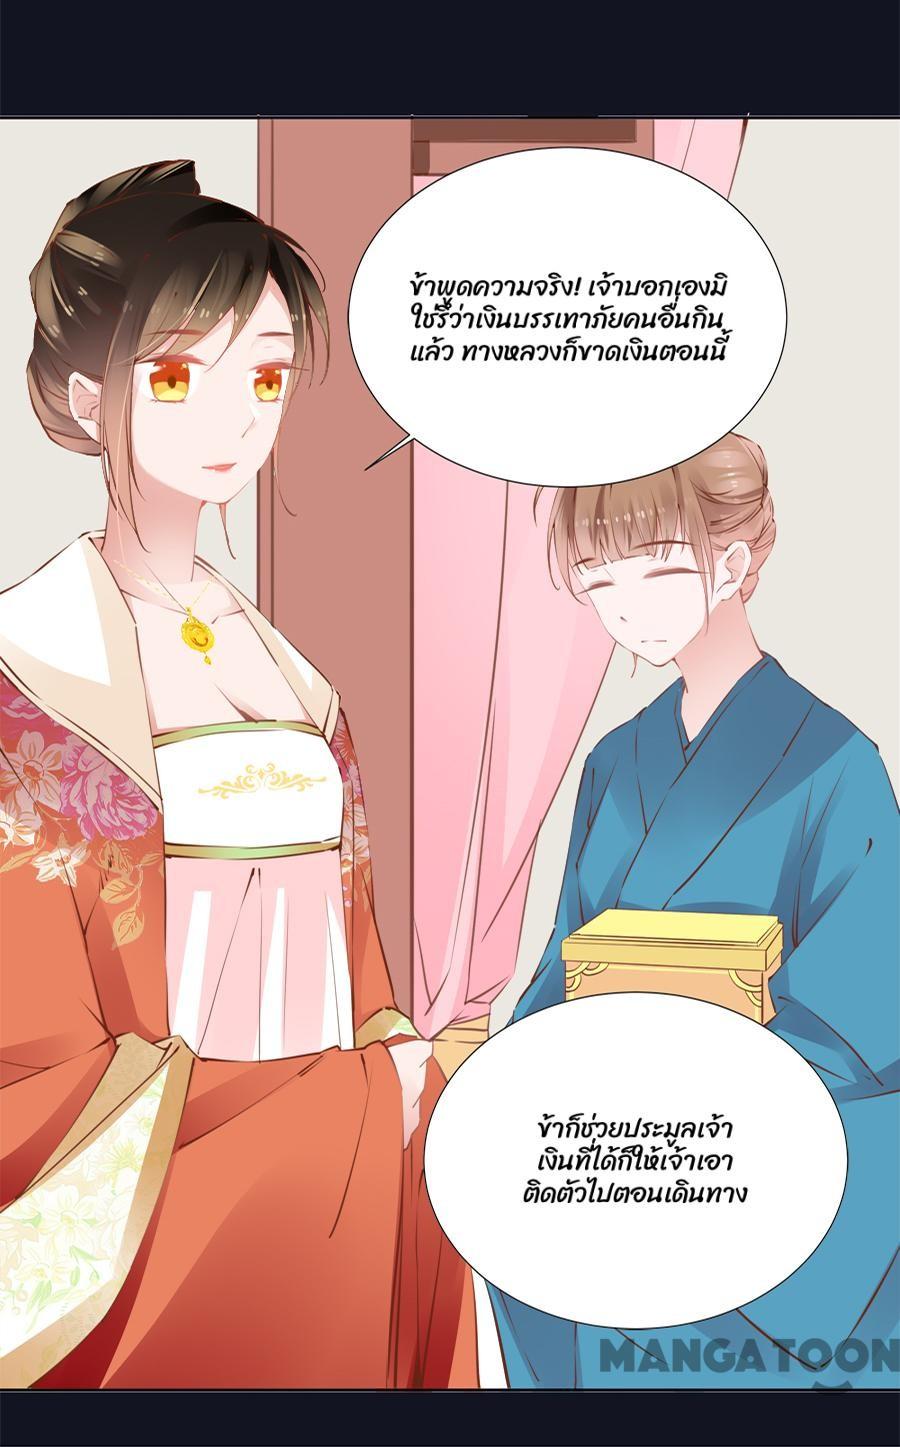 ข้าพูดความจริง! เจ้าบอกเองมิ
ใช่รึว่าเงินบรรเทาภัยคนอื่นกิน
แล้ว ทางหลวงก็ขาดเงินตอนนี้
ข้าก็ช่วยประมูลเจ้า
เงินที่ได้ก็ให้เจ้าเอา
ติดตัวไปตอนเดินทาง
MANGATOON